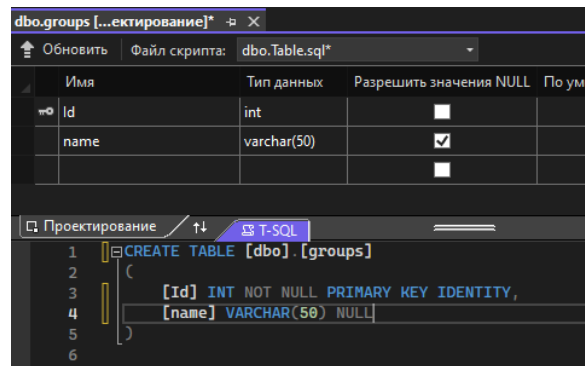 dbo.groups [...ектирование]*
Обновить Файл скрипта: dbo.Table.sql*
Имя Тип данных Разрешить значения NULL По ум
Id int
name varchar(50)
Проектирование T-SQL
1 CREATE TABLE [dbo].[groups]
2 (
3 [Id] INT NOT NULL PRIMARY KEY IDENTITY,
4 [name] VARCHAR(50) NULL
5 )
6